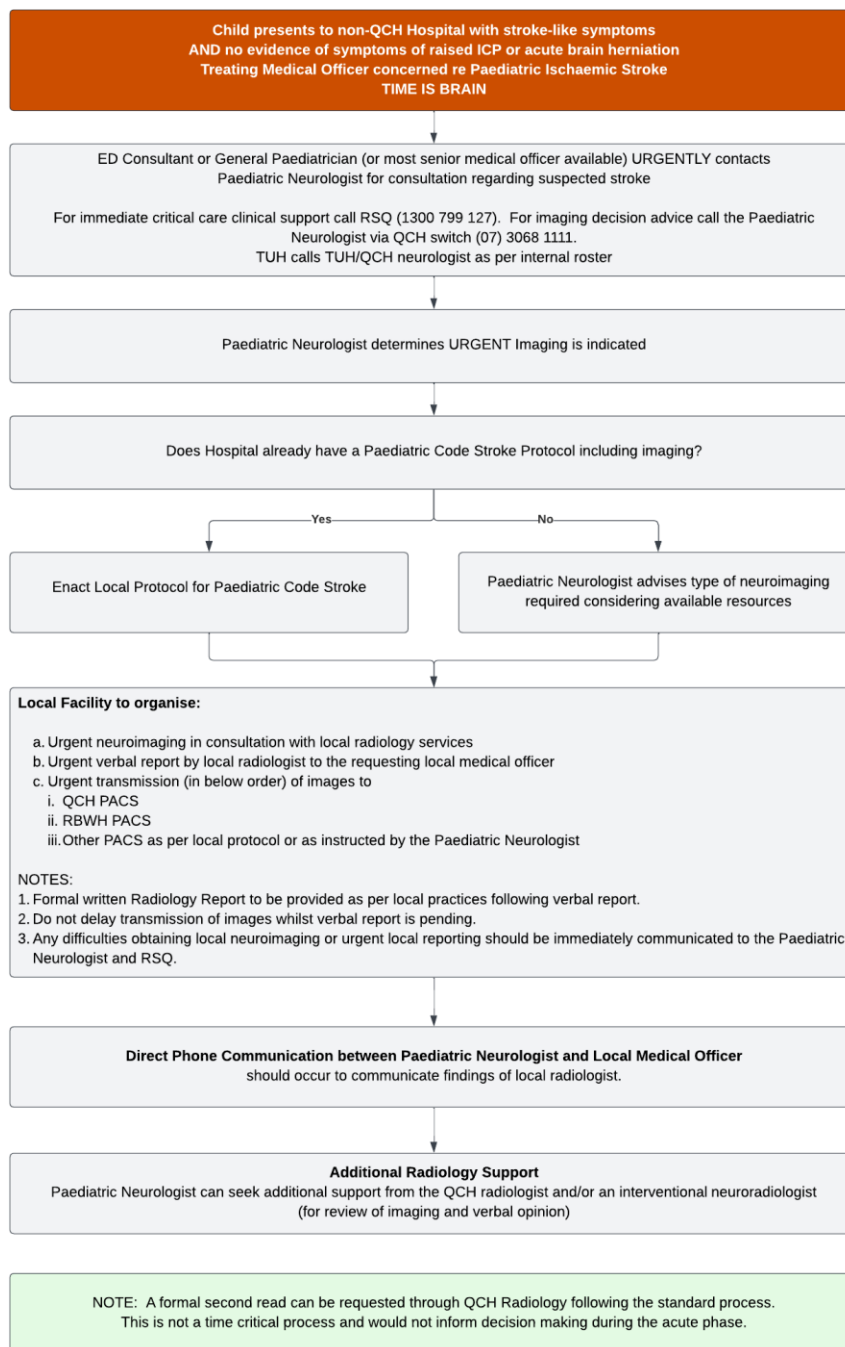 Child presents to non-QCH Hospital with stroke-like symptoms
AND no evidence of symptoms of raised ICP or acute brain herniation
Treating Medical Officer concerned re Paediatric Ischaemic Stroke
TIME IS BRAIN
ED Consultant or General Paediatrician (or most senior medical officer available) URGENTLY contacts
Paediatric Neurologist for consultation regarding suspected stroke
For immediate critical care clinical support call RSQ (1300 799 127).  For imaging decision advice call the Paediatric
Neurologist via QCH switch (07) 3068 1111.
TUH calls TUH/QCH neurologist as per internal roster
Paediatric Neurologist determines URGENT Imaging is indicated
Does Hospital already have a Paediatric Code Stroke Protocol including imaging?
Yes
No
Enact Local Protocol for Paediatric Code Stroke
Paediatric Neurologist advises type of neuroimaging
required considering available resources
Local Facility to organise:
a. Urgent neuroimaging in consultation with local radiology services
b. Urgent verbal report by local radiologist to the requesting local medical officer
c. Urgent transmission (in below order) of images to
i. QCH PACS
ii. RBWH PACS
iii. Other PACS as per local protocol or as instructed by the Paediatric Neurologist
NOTES:
1. Formal written Radiology Report to be provided as per local practices following verbal report.
2. Do not delay transmission of images whilst verbal report is pending.
3. Any difficulties obtaining local neuroimaging or urgent local reporting should be immediately communicated to the Paediatric
Neurologist and RSQ.
Direct Phone Communication between Paediatric Neurologist and Local Medical Officer
should occur to communicate findings of local radiologist.
Additional Radiology Support
Paediatric Neurologist can seek additional support from the QCH radiologist and/or an interventional neuroradiologist
(for review of imaging and verbal opinion)
NOTE:  A formal second read can be requested through QCH Radiology following the standard process.
This is not a time critical process and would not inform decision making during the acute phase.